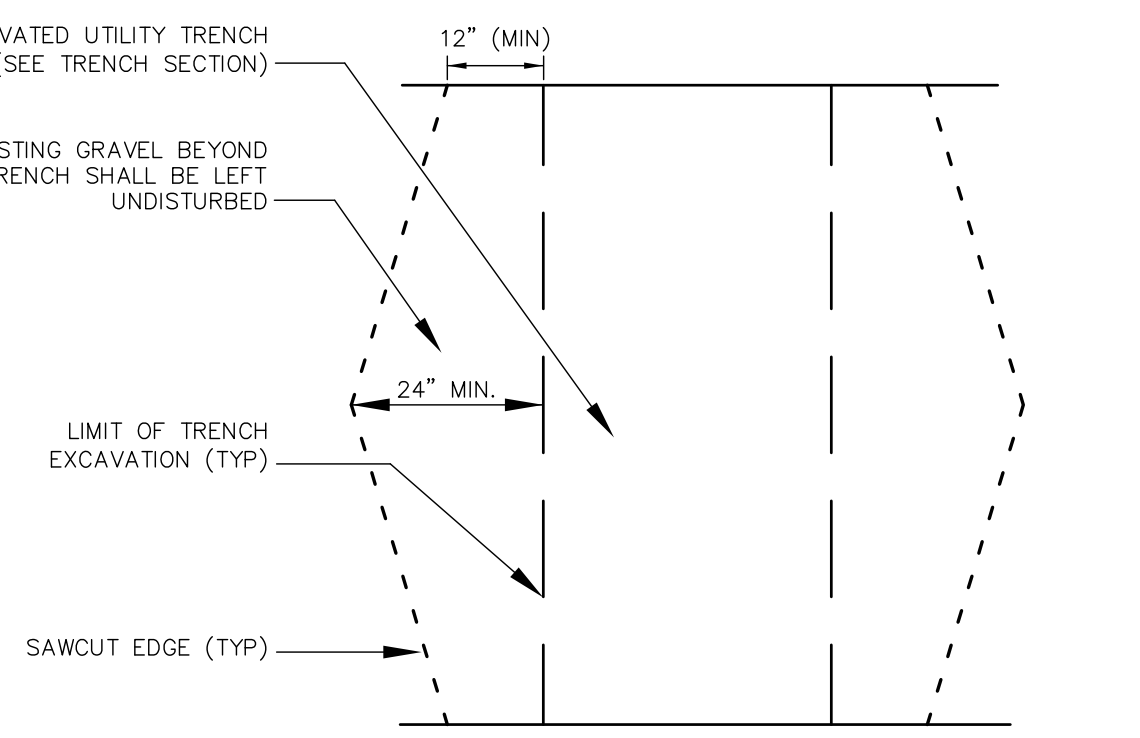 VATED UTILITY TRENCH
12” (MIN)
(SEE TRENCH SECTION)
STING GRAVEL BEYOND
RENCH SHALL BE LEFT
UNDISTURBED
24” MIN.
LIMIT OF TRENCH
EXCAVATION (TYP)
SAWCUT EDGE (TYP)